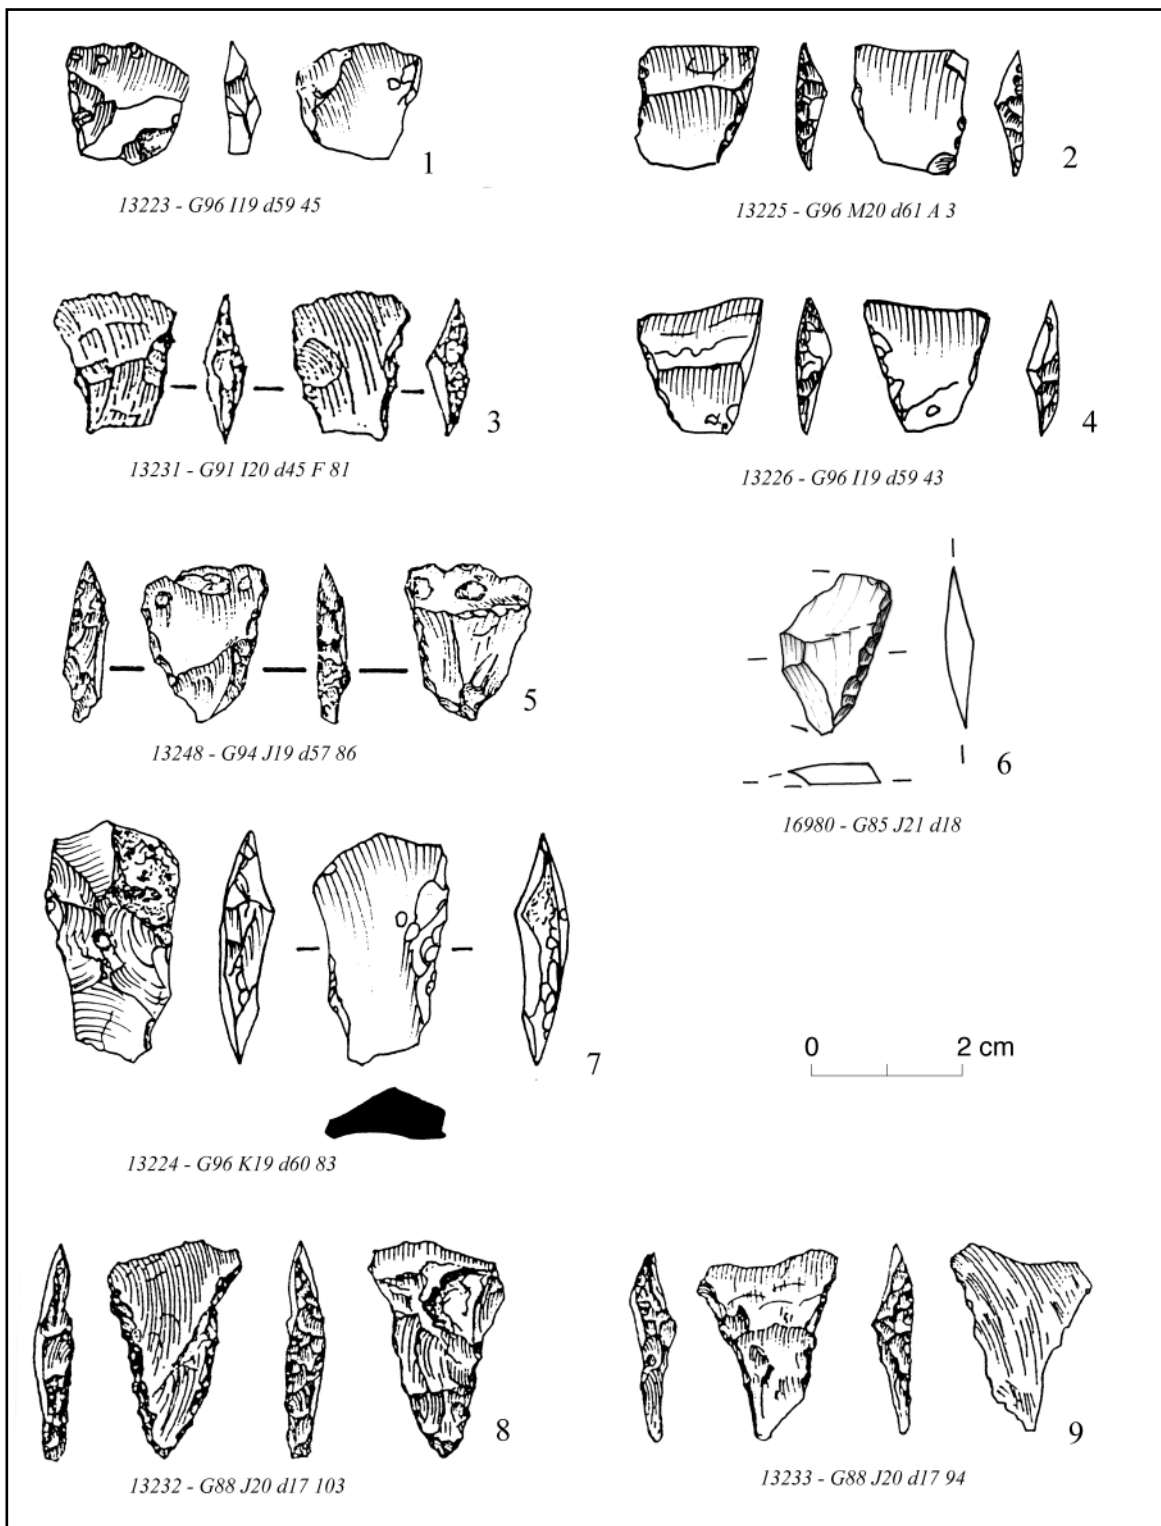 1
13223 - G96 I19 d59 45
2
13225 - G96 M20 d61 A 3
3
13231 - G91 I20 d45 F 81
4
13226 - G96 I19 d59 43
5
13248 - G94 J19 d57 86
6
16980 - G85 J21 d18
7
13224 - G96 K19 d60 83
0 2 cm
8
13232 - G88 J20 d17 103
9
13233 - G88 J20 d17 94